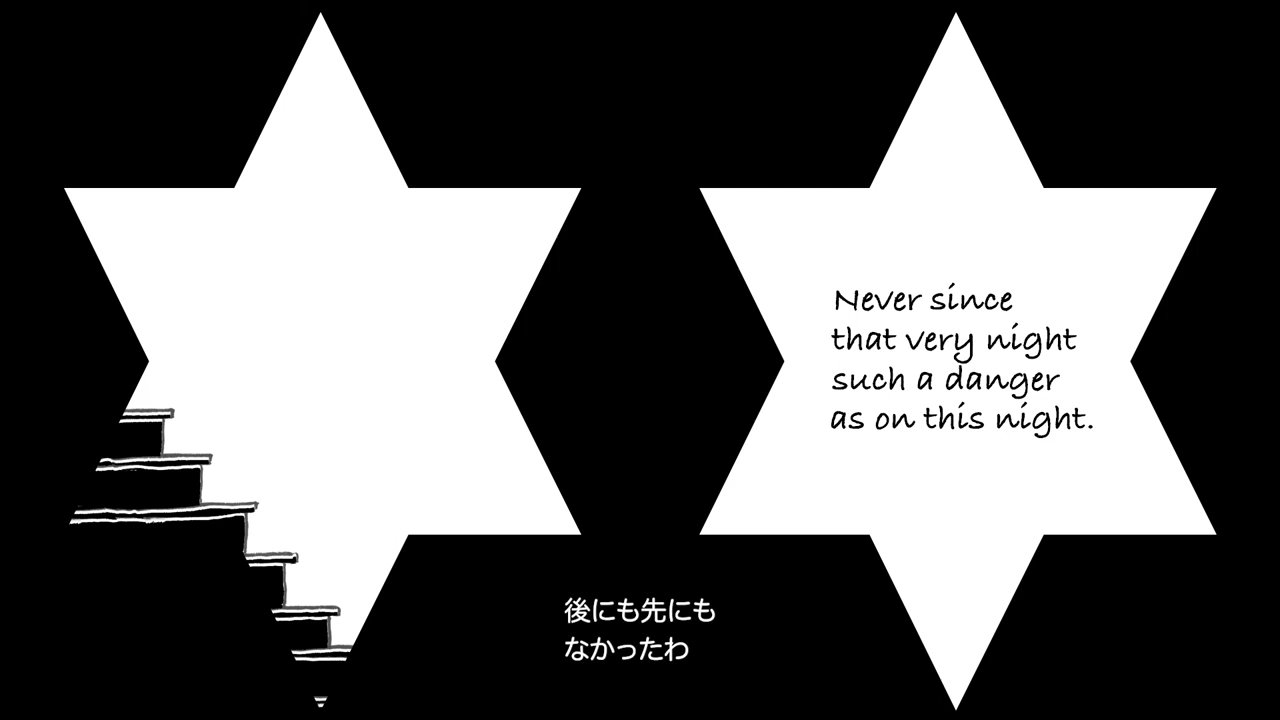 Never since
that very night
such a danger
as on this night.
後にも先にも
なかったわ